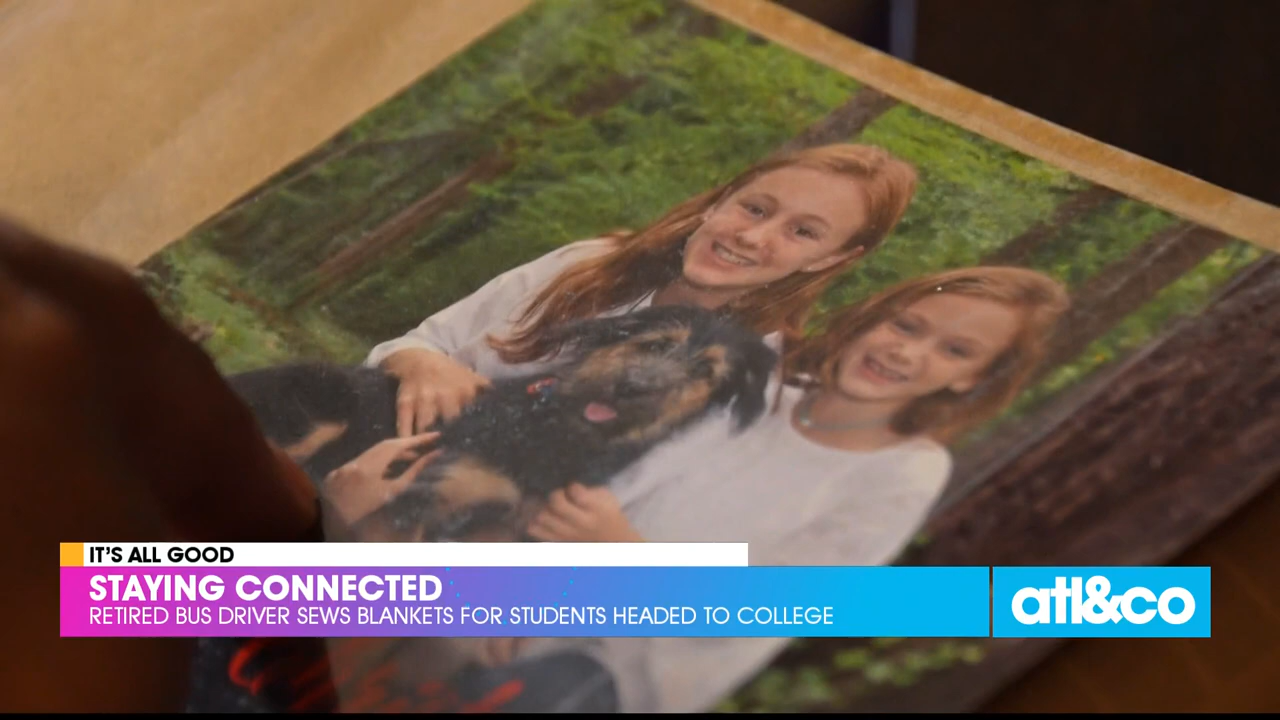 IT'S ALL GOOD
STAYING CONNECTED
RETIRED BUS DRIVER SEWS BLANKETS FOR STUDENTS HEADED TO COLLEGE
atl&co